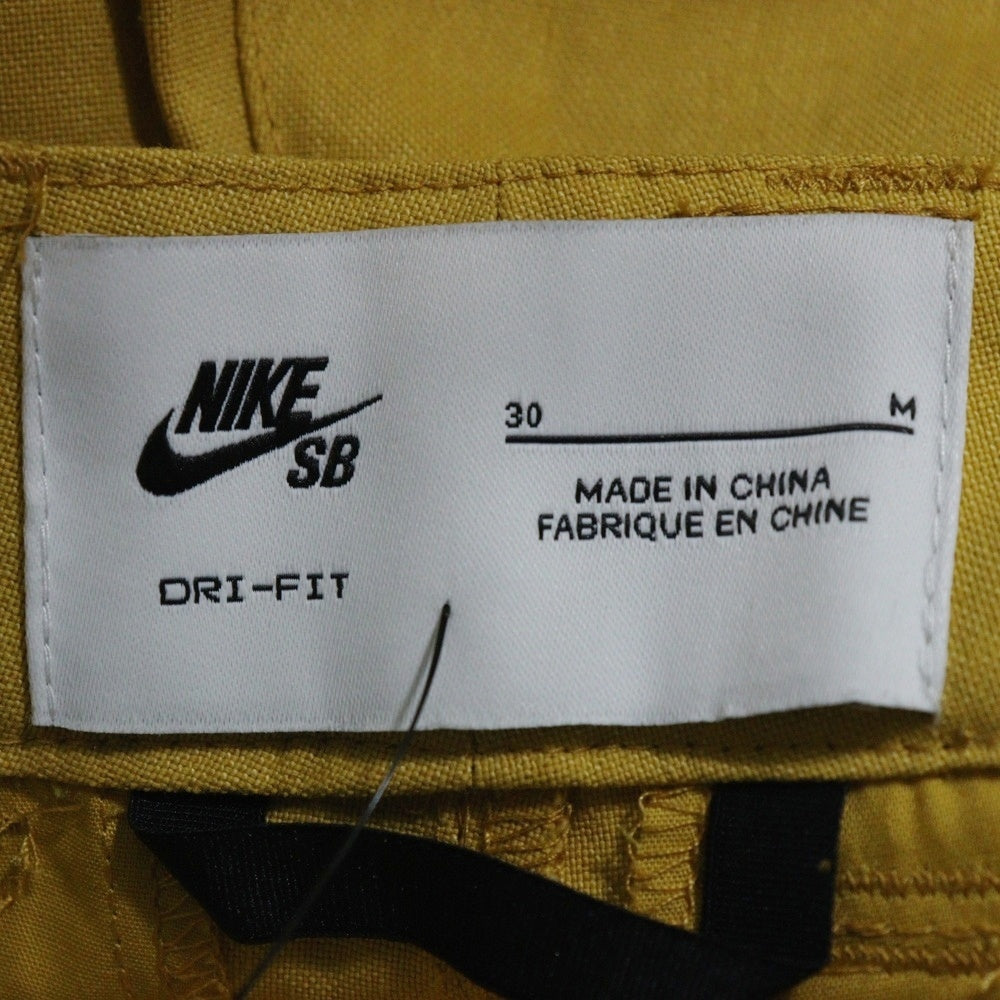 NIKE
SB
DRI-FIT
30 M
MADE IN CHINA
FABRIQUE EN CHINE